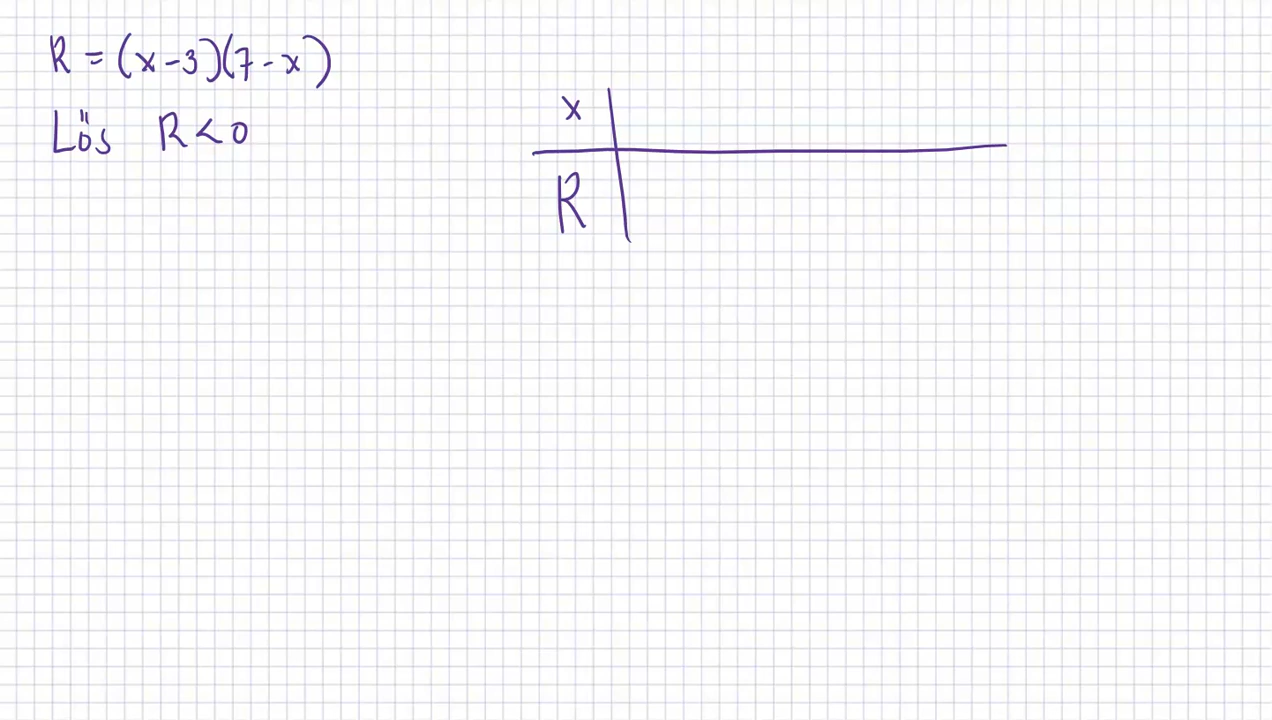 R = (x-3)(7-x)
Lös R<0
x
R